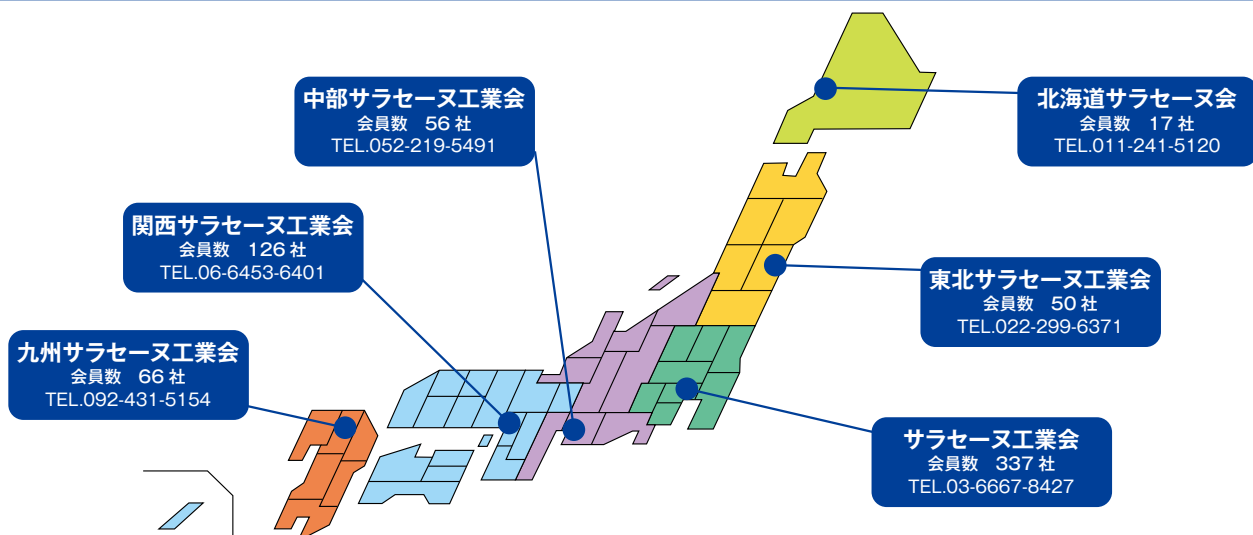 中部サラセーヌ工業会
会員数 56 社
TEL.052-219-5491
北海道サラセーヌ会
会員数 17 社
TEL.011-241-5120
関西サラセーヌ工業会
会員数 126 社
TEL.06-6453-6401
東北サラセーヌ工業会
会員数 50 社
TEL.022-299-6371
九州サラセーヌ工業会
会員数 66 社
TEL.092-431-5154
サラセーヌ工業会
会員数 337 社
TEL.03-6667-8427